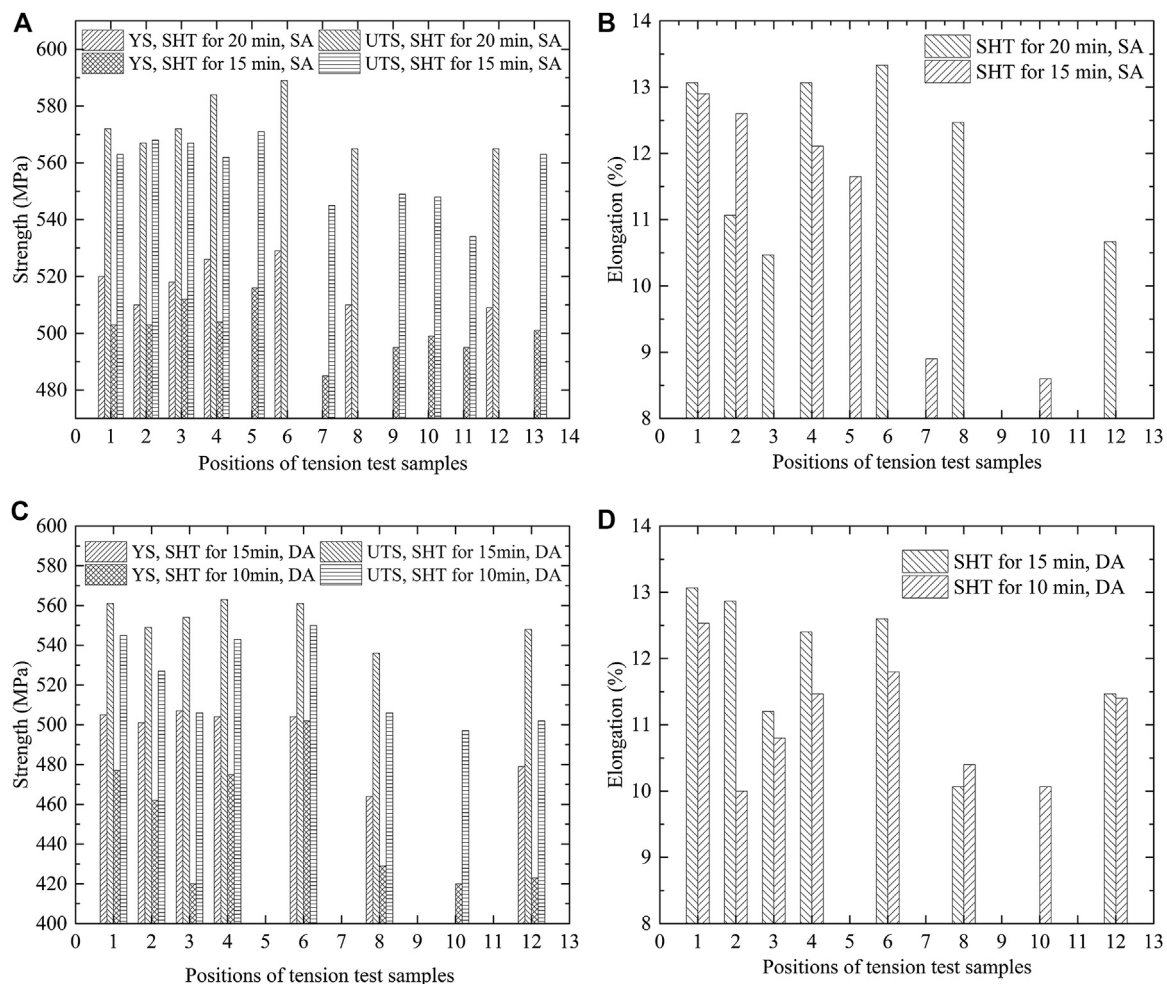 A
YS, SHT for 20 min, SA
UTS, SHT for 20 min, SA
YS, SHT for 15 min, SA
UTS, SHT for 15 min, SA
600
580
560
540
520
500
480
Strength (MPa)
0 1 2 3 4 5 6 7 8 9 10 11 12 13 14
Positions of tension test samples
B
SHT for 20 min, SA
SHT for 15 min, SA
14
13
12
11
10
9
8
Elongation (%)
0 1 2 3 4 5 6 7 8 9 10 11 12 13
Positions of tension test samples
C
YS, SHT for 15min, DA
UTS, SHT for 15min, DA
YS, SHT for 10min, DA
UTS, SHT for 10min, DA
600
580
560
540
520
500
480
460
440
420
400
Strength (MPa)
0 1 2 3 4 5 6 7 8 9 10 11 12 13
Positions of tension test samples
D
SHT for 15 min, DA
SHT for 10 min, DA
14
13
12
11
10
9
8
Elongation (%)
0 1 2 3 4 5 6 7 8 9 10 11 12 13
Positions of tension test samples